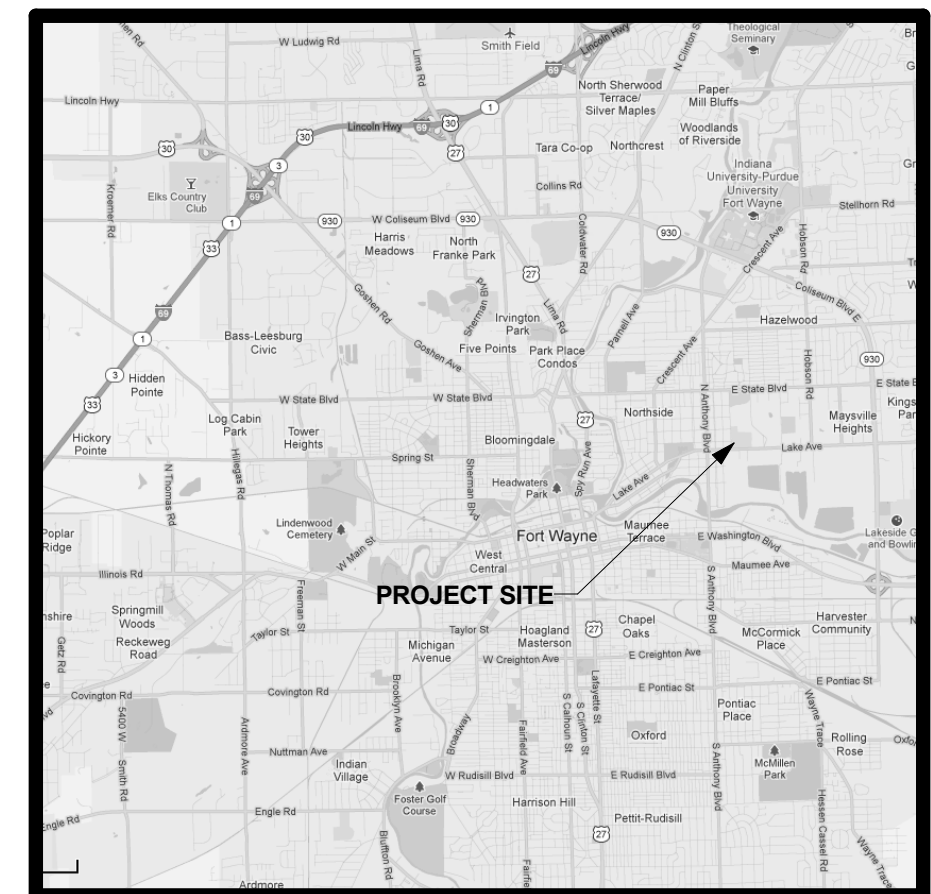 Theological
Seminary
W Ludwig Rd
Lima Rd
Smith Field
Lincoln Hwy
69
N Clinton S
North Sherwood
Terrace/
Silver Maples
Paper
Mill Bluffs
Lincoln Hwy
30
Lincoln Hwy
69
30
1
Woodlands
of Riverside
30
3
27
Tara Co-op
Northcrest
Indiana
University-Purdue
University
Fort Wayne
Elks Country
Club
69
Collins Rd
Kroemer Rd
1
930
W Coliseum Blvd
930
Coldwater Rd
930
Stellhorn Rd
33
Harris
Meadows
North
Franke Park
Crescent Ave
Hobson Rd
27
Goshen Rd
Sherman Blvd
Lima Rd
Parnell Ave
Coliseum Blvd E
69
1
Irvington
Park
Hazelwood
Bass-Leesburg
Civic
Goshen Ave
Five Points
Park Place
Condos
Crescent Ave
Hobson Rd
930
3
Hidden
Pointe
N Anthony Blvd
E State Blvd
E State E
33
W State Blvd
W State Blvd
Kings
Par
Log Cabin
Park
Tower
Heights
27
Northside
Maysville
Heights
Hickory
Pointe
Bloomingdale
Hillegas Rd
Spring St
Spy Run Ave
Lake Ave
N Thomas Rd
Sherman Blvd
Headwaters
Park
Lake Ave
Lindenwood
Cemetery
Fort Wayne
Maumee
Terrace
E Washington Blvd
Lakeside G
and Bowlin
Poplar
Ridge
W Main St
West
Central
Maumee Ave
Illinois Rd
PROJECT SITE
S Anthony Blvd
Freeman St
nshire
Springmill
Woods
Taylor St
Taylor St
Hoagland
Masterson
27
Chapel
Oaks
Harvester
Community
Reckeweg
Road
McCormick
Place
Getz Rd
Michigan
Avenue
W Creighton Ave
E Creighton Ave
Covington Rd
Covington Rd
Brooklyn Ave
Lafayette St
E Pontiac St
E Pontiac St
5400 W
Ardmore Ave
Broadway
Fairfield Ave
S Calhoun St
S Clinton St
Pontiac
Place
Wayne Trace
Oxford
Rolling
Rose
Oxfo
Nuttman Ave
Smith Rd
Indian
Village
S Anthony Blvd
McMillen
Park
W Rudisill Blvd
E Rudisill Blvd
Foster Golf
Course
Harrison Hill
Engle Rd
Engle Rd
Pettit-Rudisill
Hessen Cassel Rd
27
Bluffton Rd
Wayne Trace
Ardmore
Fairfie